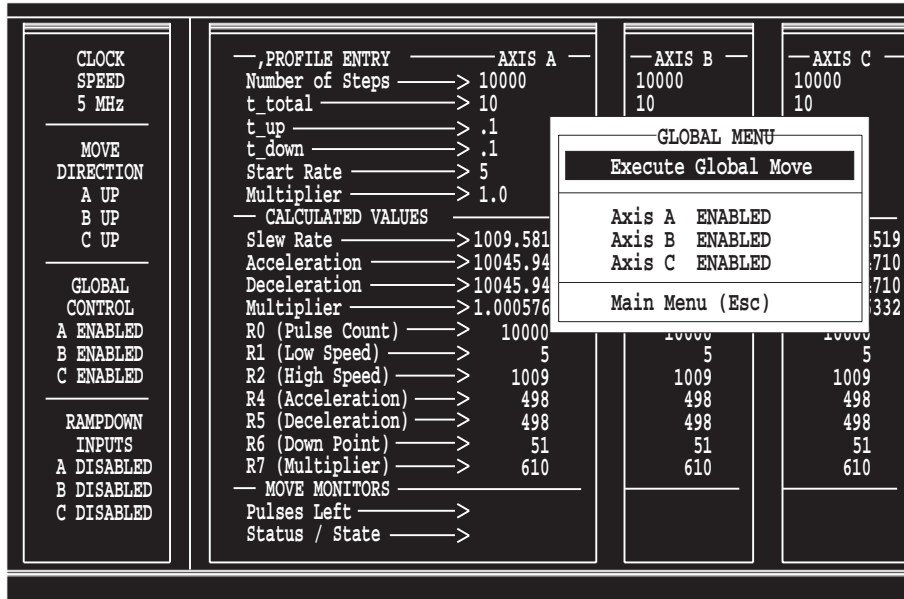 CLOCK
SPEED
5 MHz
MOVE
DIRECTION
A UP
B UP
C UP
GLOBAL
CONTROL
A ENABLED
B ENABLED
C ENABLED
RAMPDOWN
INPUTS
A DISABLED
B DISABLED
C DISABLED
,PROFILE ENTRY AXIS A
Number of Steps > 10000
t_total > 10
t_up > .1
t_down > .1
Start Rate > 5
Multiplier > 1.0
CALCULATED VALUES
Slew Rate >1009.581
Acceleration >10045.94
Deceleration >10045.94
Multiplier >1.000576
R0 (Pulse Count) > 10000
R1 (Low Speed) > 5
R2 (High Speed) > 1009
R4 (Acceleration) > 498
R5 (Deceleration) > 498
R6 (Down Point) > 51
R7 (Multiplier) > 610
MOVE MONITORS
Pulses Left >
Status / State >
AXIS B
10000
10
10000
5
1009
498
498
51
610
AXIS C
10000
10
.519
710
710
332
10000
5
1009
498
498
51
610
GLOBAL MENU
Execute Global Move
Axis A ENABLED
Axis B ENABLED
Axis C ENABLED
Main Menu (Esc)